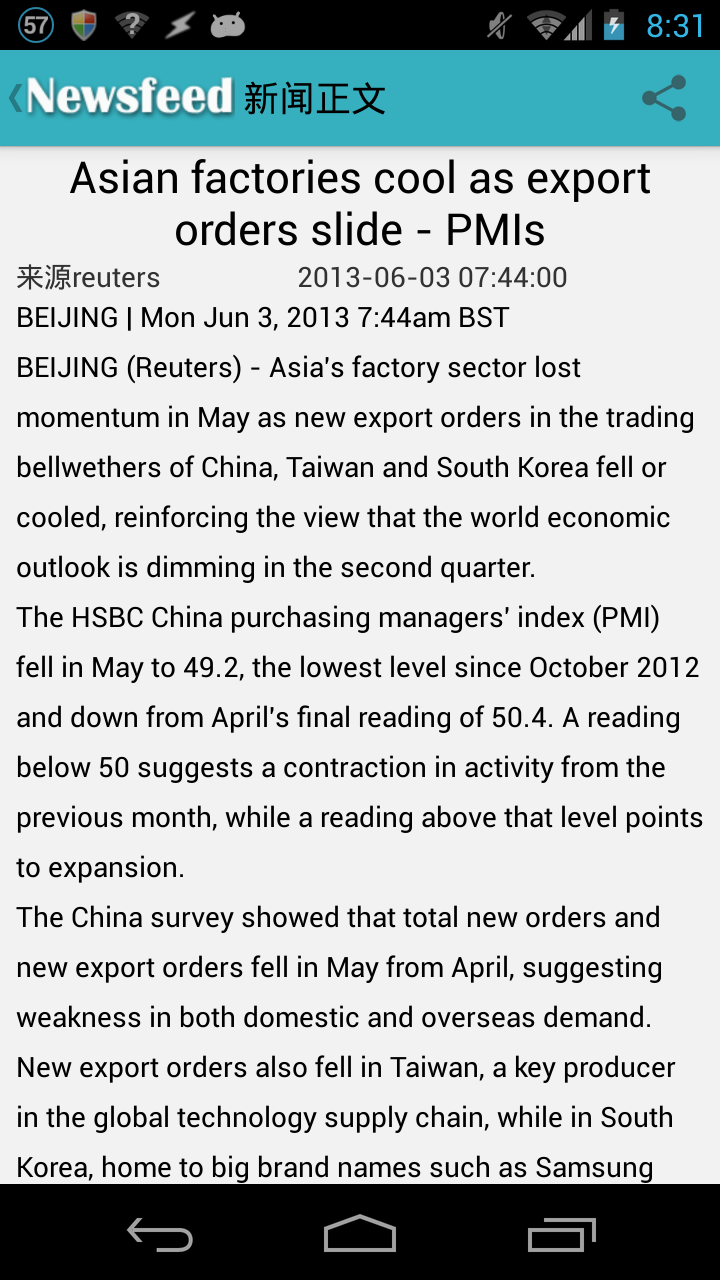 57
8:31
Newsfeed 新闻正文
Asian factories cool as export
orders slide - PMIs
来源reuters 2013-06-03 07:44:00
BEIJING | Mon Jun 3, 2013 7:44am BST
BEIJING (Reuters) - Asia's factory sector lost
momentum in May as new export orders in the trading
bellwethers of China, Taiwan and South Korea fell or
cooled, reinforcing the view that the world economic
outlook is dimming in the second quarter.
The HSBC China purchasing managers' index (PMI)
fell in May to 49.2, the lowest level since October 2012
and down from April's final reading of 50.4. A reading
below 50 suggests a contraction in activity from the
previous month, while a reading above that level points
to expansion.
The China survey showed that total new orders and
new export orders fell in May from April, suggesting
weakness in both domestic and overseas demand.
New export orders also fell in Taiwan, a key producer
in the global technology supply chain, while in South
Korea, home to big brand names such as Samsung